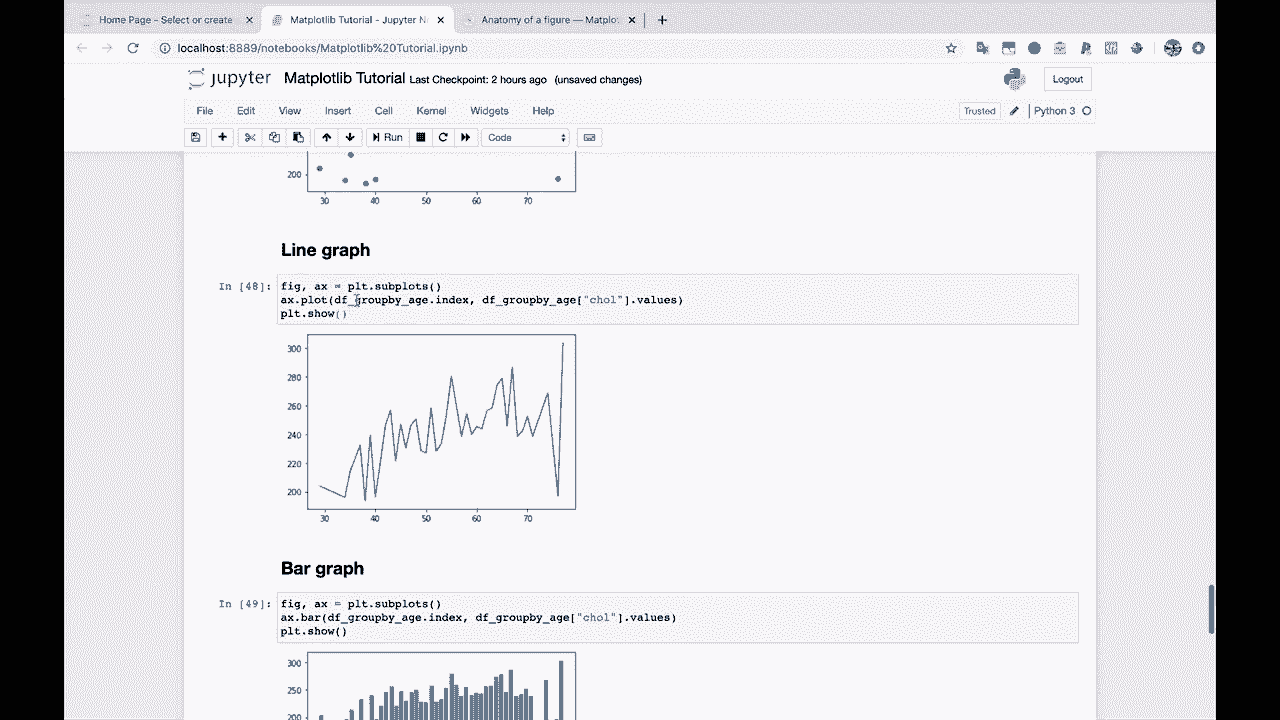 Home Page - Select or create
Matplotlib Tutorial - Jupyter N
Anatomy of a figure — Matplot
localhost:8889/notebooks/Matplotlib%20Tutorial.ipynb
jupyter Matplotlib Tutorial Last Checkpoint: 2 hours ago (unsaved changes)
Logout
File Edit View Insert Cell Kernel Widgets Help
Trusted Python 3
Run Code
200
30 40 50 60 70
Line graph
In [48]: fig, ax = plt.subplots()
ax.plot(df_groupby_age.index, df_groupby_age["chol"].values)
plt.show()
300
280
260
240
220
200
30 40 50 60 70
Bar graph
In [49]: fig, ax = plt.subplots()
ax.bar(df_groupby_age.index, df_groupby_age["chol"].values)
plt.show()
300
250
200